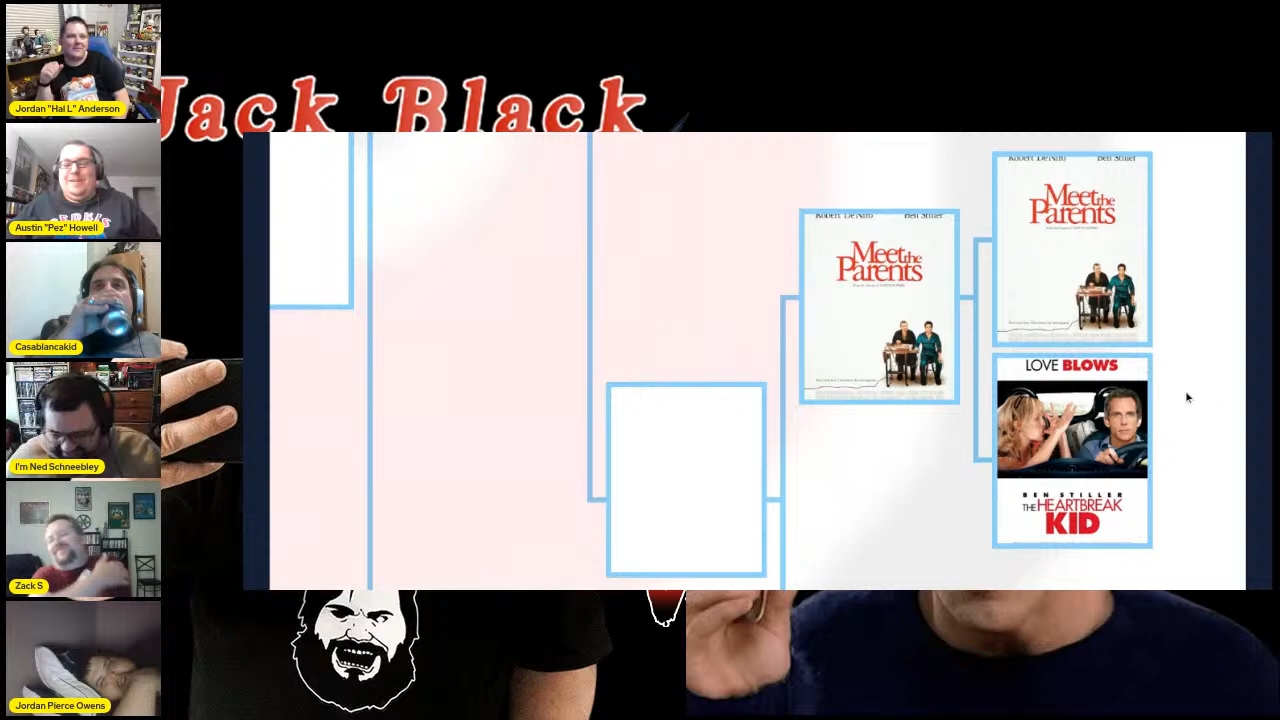 Jack Black
Jordan "Hal L" Anderson
Austin "Pez" Howell
Casablancakid
I'm Ned Schneebley
Zack S
Jordan Pierce Owens
Robert De Niro Ben Stiller
Meet the
Parents
Robert De Niro Ben Stiller
Meet the
Parents
LOVE BLOWS
BEN STILLER
THE HEARTBREAK
KID